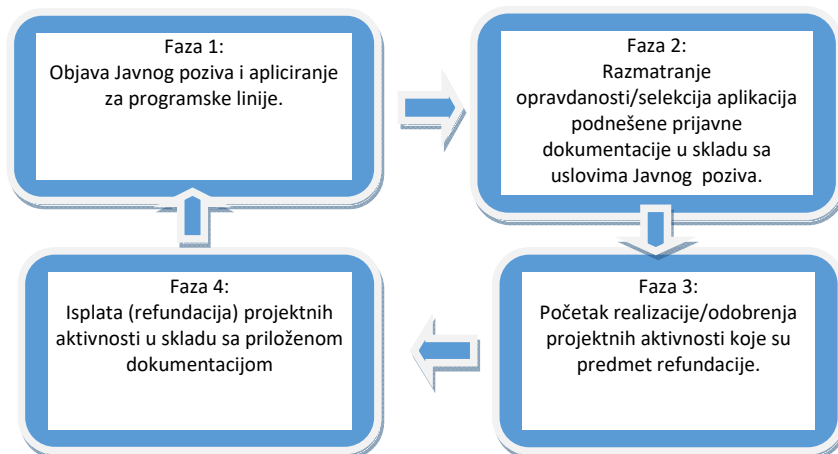 Faza 1:
Objava Javnog poziva i apliciranje
za programske linije.
Faza 2:
Razmatranje
opravdanosti/selekcija aplikacija
podnešene prijavne
dokumentacije u skladu sa
uslovima Javnog poziva.
Faza 3:
Početak realizacije/odobrenja
projektnih aktivnosti koje su
predmet refundacije.
Faza 4:
Isplata (refundacija) projektnih
aktivnosti u skladu sa priloženom
dokumentacijom